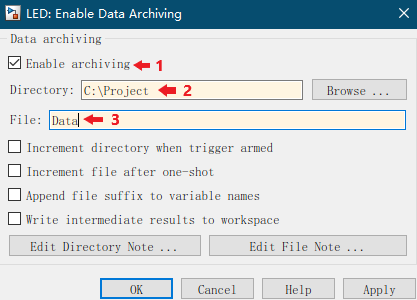 LED: Enable Data Archiving
Data archiving
Enable archiving 1
Directory: C:\Project 2 Browse ...
File: Data 3
Increment directory when trigger armed
Increment file after one-shot
Append file suffix to variable names
Write intermediate results to workspace
Edit Directory Note ... Edit File Note ...
OK Cancel Help Apply